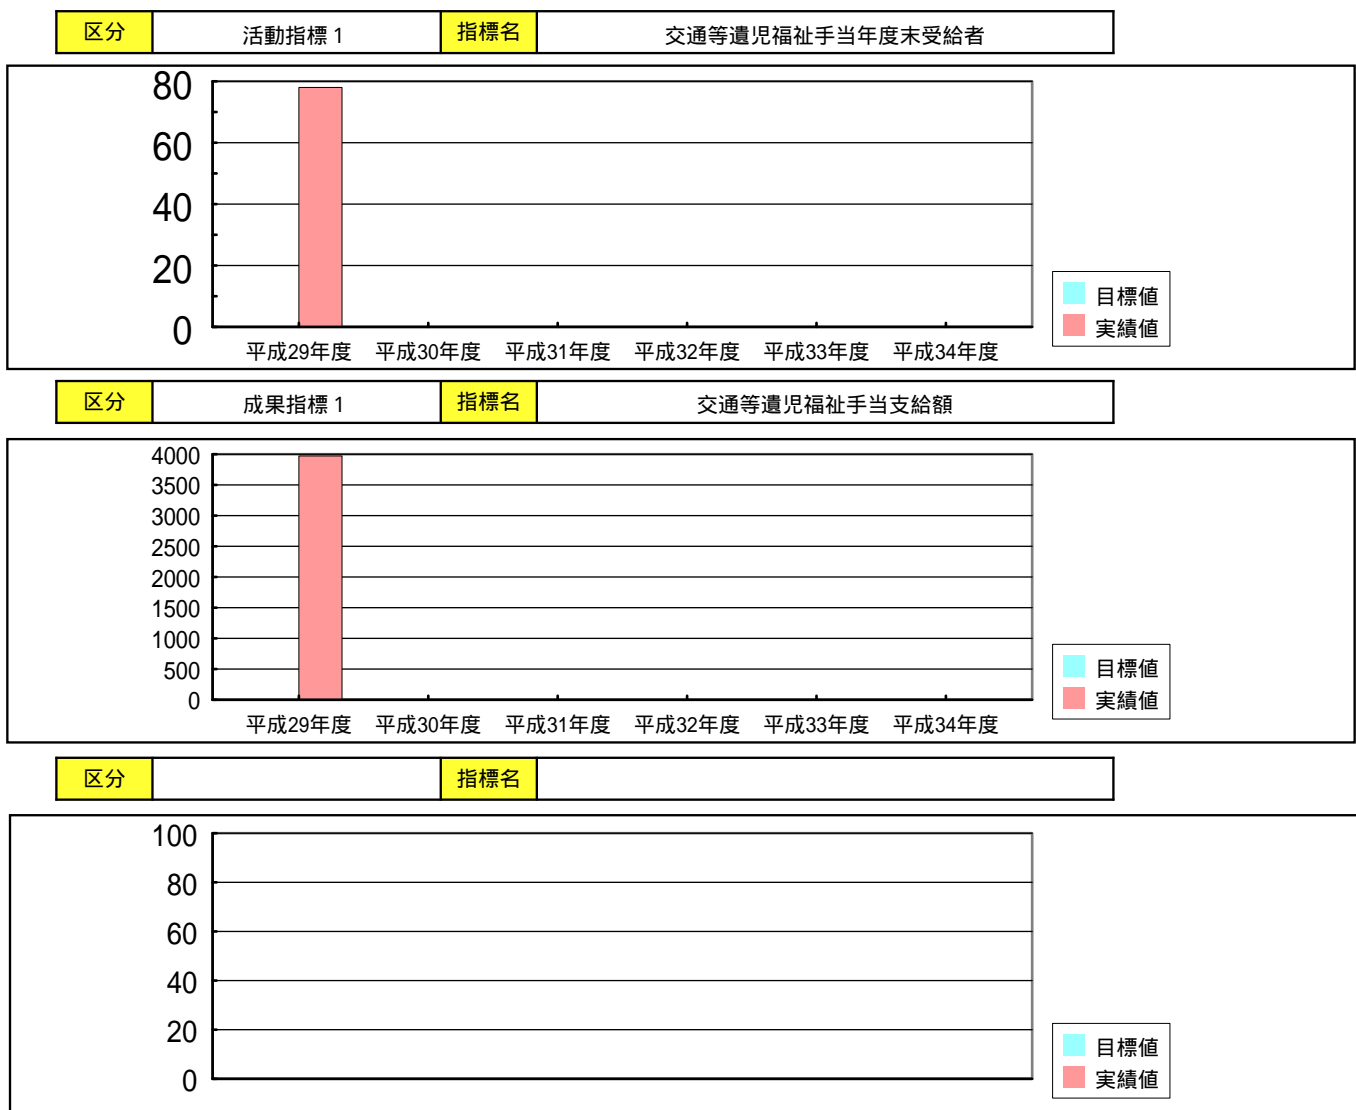 区分 活動指標1 指標名 交通等遺児福祉手当年度末受給者
80
60
40
20
0
平成29年度 平成30年度 平成31年度 平成32年度 平成33年度 平成34年度
目標値
実績値
区分 成果指標1 指標名 交通等遺児福祉手当支給額
4000
3500
3000
2500
2000
1500
1000
500
0
平成29年度 平成30年度 平成31年度 平成32年度 平成33年度 平成34年度
目標値
実績値
区分 指標名
100
80
60
40
20
0
目標値
実績値